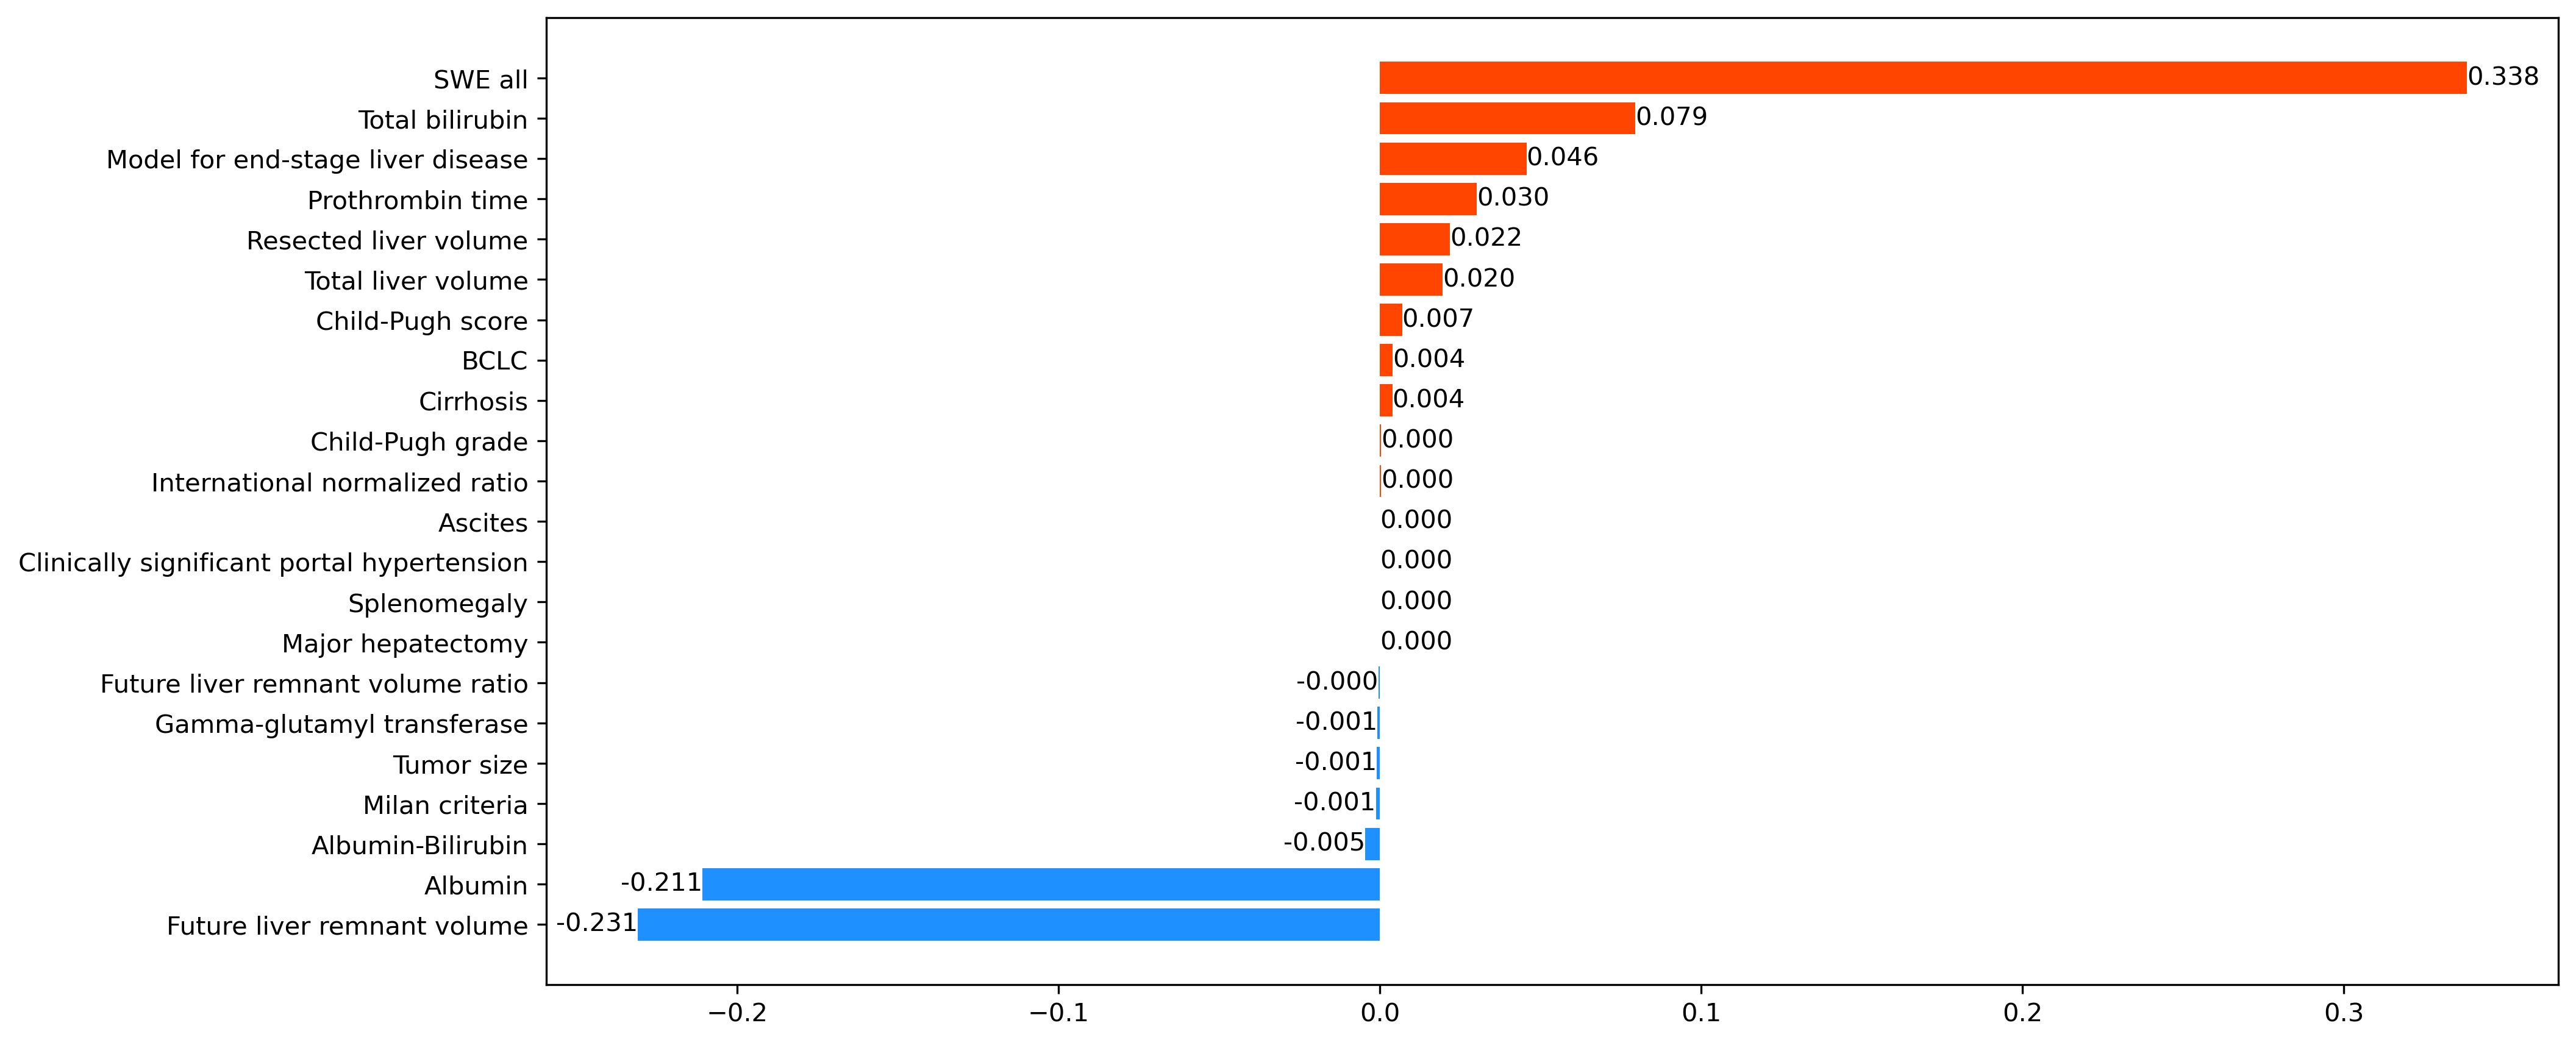 SWE all 0.338
Total bilirubin 0.079
Model for end-stage liver disease 0.046
Prothrombin time 0.030
Resected liver volume 0.022
Total liver volume 0.020
Child-Pugh score 0.007
BCLC 0.004
Cirrhosis 0.004
Child-Pugh grade 0.000
International normalized ratio 0.000
Ascites 0.000
Clinically significant portal hypertension 0.000
Splenomegaly 0.000
Major hepatectomy 0.000
Future liver remnant volume ratio -0.000
Gamma-glutamyl transferase -0.001
Tumor size -0.001
Milan criteria -0.001
Albumin-Bilirubin -0.005
Albumin -0.211
Future liver remnant volume -0.231
−0.2 −0.1 0.0 0.1 0.2 0.3